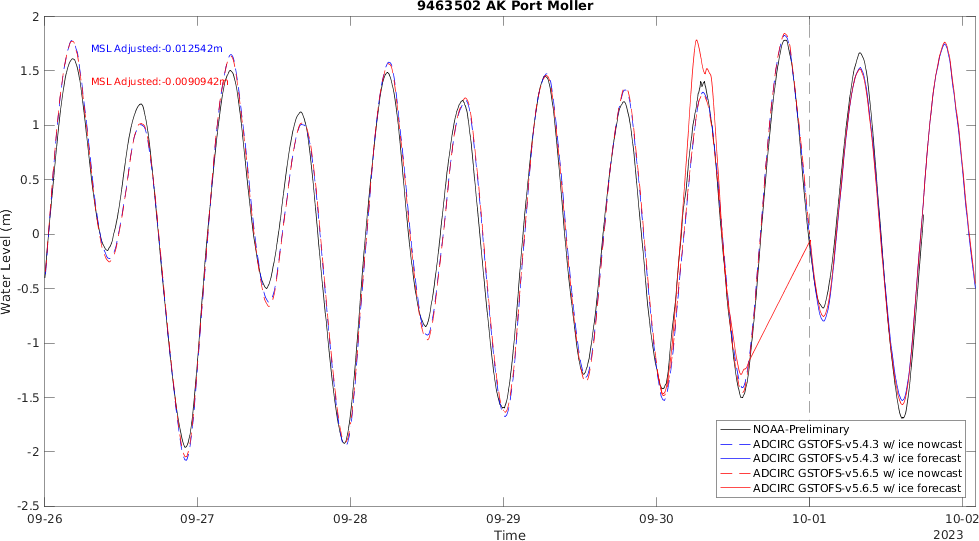 9463502 AK Port Moller
MSL Adjusted:-0.012542m
MSL Adjusted:-0.0090942m
Water Level (m)
2
1.5
1
0.5
0
-0.5
-1
-1.5
-2
-2.5
NOAA-Preliminary
ADCIRC GSTOFS-v5.4.3 w/ ice nowcast
ADCIRC GSTOFS-v5.4.3 w/ ice forecast
ADCIRC GSTOFS-v5.6.5 w/ ice nowcast
ADCIRC GSTOFS-v5.6.5 w/ ice forecast
09-26 09-27 09-28 09-29 09-30 10-01 10-02
Time
2023